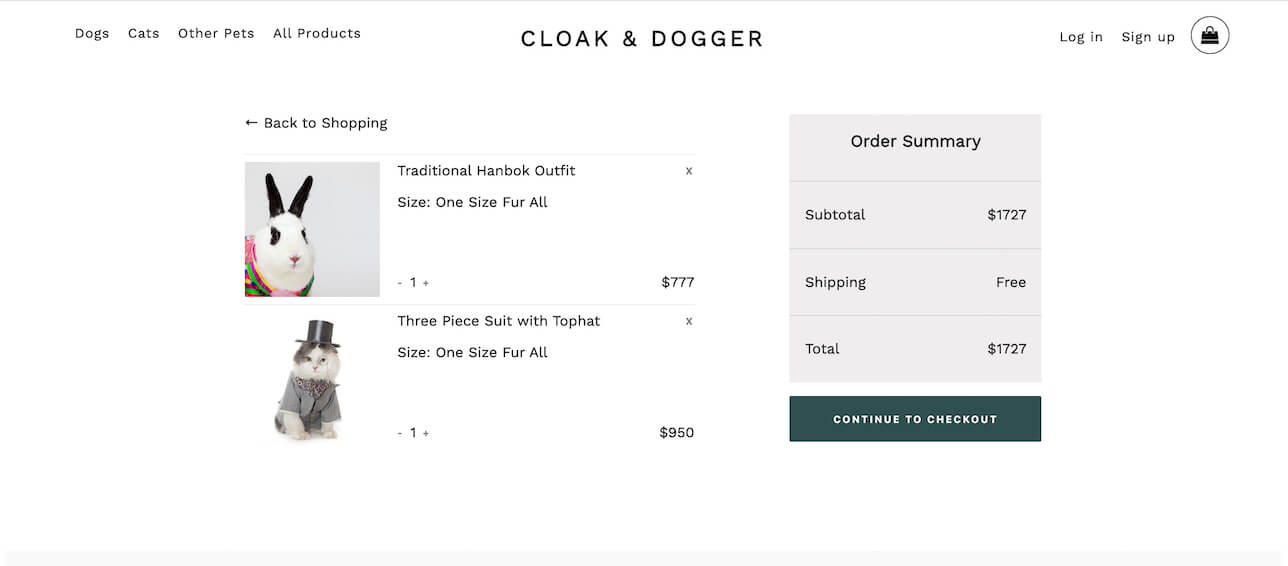 Dogs Cats Other Pets All Products
CLOAK & DOGGER
Log in Sign up
← Back to Shopping
Traditional Hanbok Outfit x
Size: One Size Fur All
- 1 + $777
Three Piece Suit with Tophat x
Size: One Size Fur All
- 1 + $950
Order Summary
Subtotal $1727
Shipping Free
Total $1727
CONTINUE TO CHECKOUT